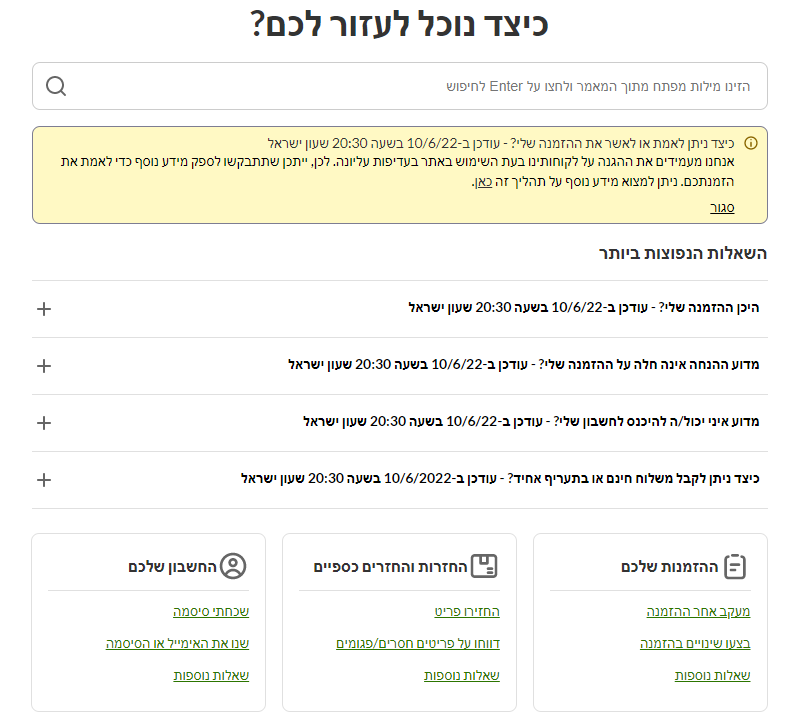 כיצד נוכל לעזור לכם?
הזינו מילות מפתח מתוך המאמר ולחצו על Enter לחיפוש
כיצד ניתן לאמת או לאשר את ההזמנה שלי? - עודכן ב-10/6/22 בשעה 20:30 שעון ישראל
אנחנו מעמידים את ההגנה על לקוחותינו בעת השימוש באתר בעדיפות עליונה. לכן, ייתכן שתתבקשו לספק מידע נוסף כדי לאמת את
הזמנתכם. ניתן למצוא מידע נוסף על תהליך זה כאן.
סגור
השאלות הנפוצות ביותר
היכן ההזמנה שלי? - עודכן ב-10/6/22 בשעה 20:30 שעון ישראל
מדוע ההנחה אינה חלה על ההזמנה שלי? - עודכן ב-10/6/22 בשעה 20:30 שעון ישראל
מדוע איני יכול/ה להיכנס לחשבון שלי? - עודכן ב-10/6/22 בשעה 20:30 שעון ישראל
כיצד ניתן לקבל משלוח חינם או בתעריף אחיד? - עודכן ב-10/6/2022 בשעה 20:30 שעון ישראל
ההזמנות שלכם
מעקב אחר ההזמנה
בצעו שינויים בהזמנה
שאלות נוספות
החזרות והחזרים כספיים
החזירו פריט
דווחו על פריטים חסרים/פגומים
שאלות נוספות
החשבון שלכם
שכחתי סיסמה
שנו את האימייל או הסיסמה
שאלות נוספות